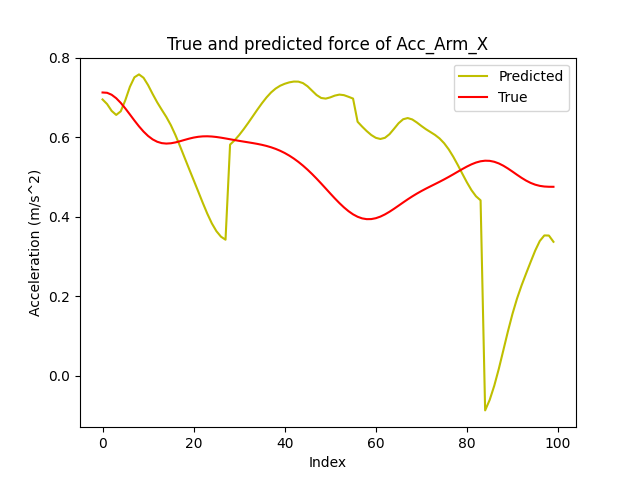 True and predicted force of Acc_Arm_X
Predicted
True
Acceleration (m/s^2)
0.8
0.6
0.4
0.2
0.0
0 20 40 60 80 100
Index